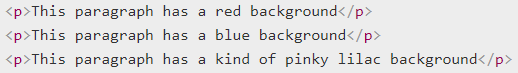 <p>This paragraph has a red background</p>
<p>This paragraph has a blue background</p>
<p>This paragraph has a kind of pinky lilac background</p>